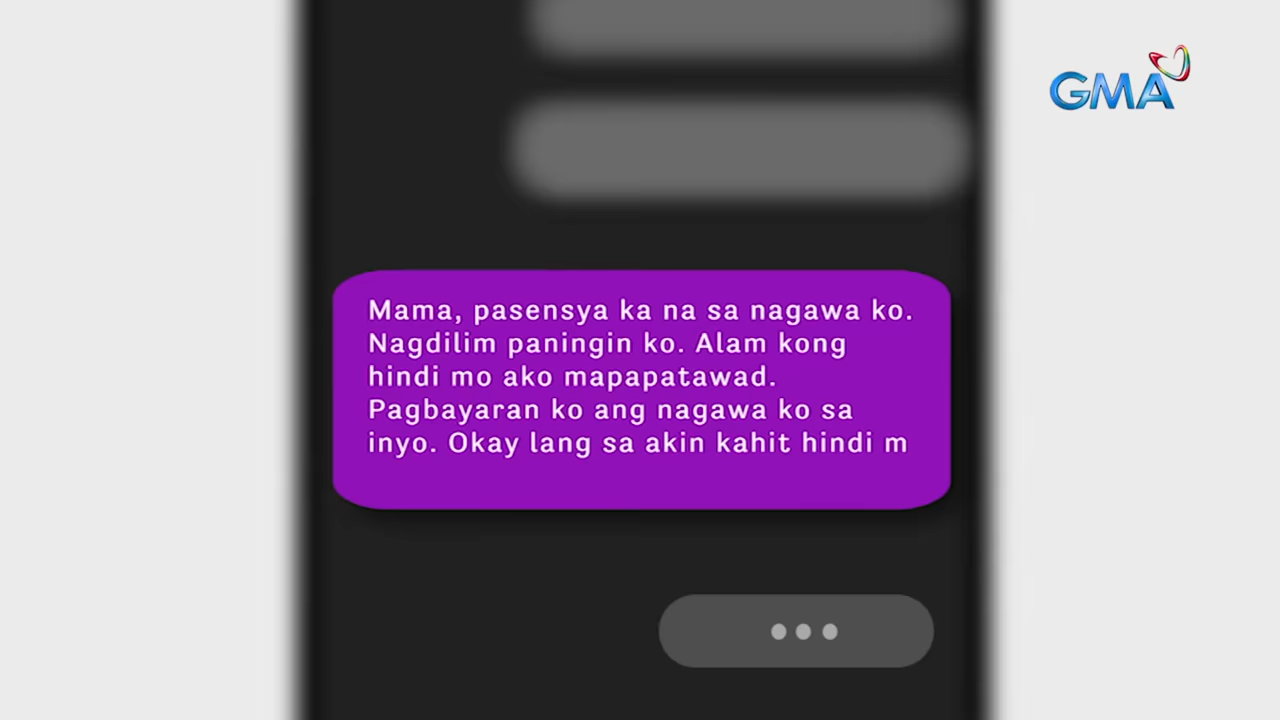 GMA
Mama, pasensya ka na sa nagawa ko.
Nagdilim paningin ko. Alam kong
hindi mo ako mapapatawad.
Pagbayaran ko ang nagawa ko sa
inyo. Okay lang sa akin kahit hindi m